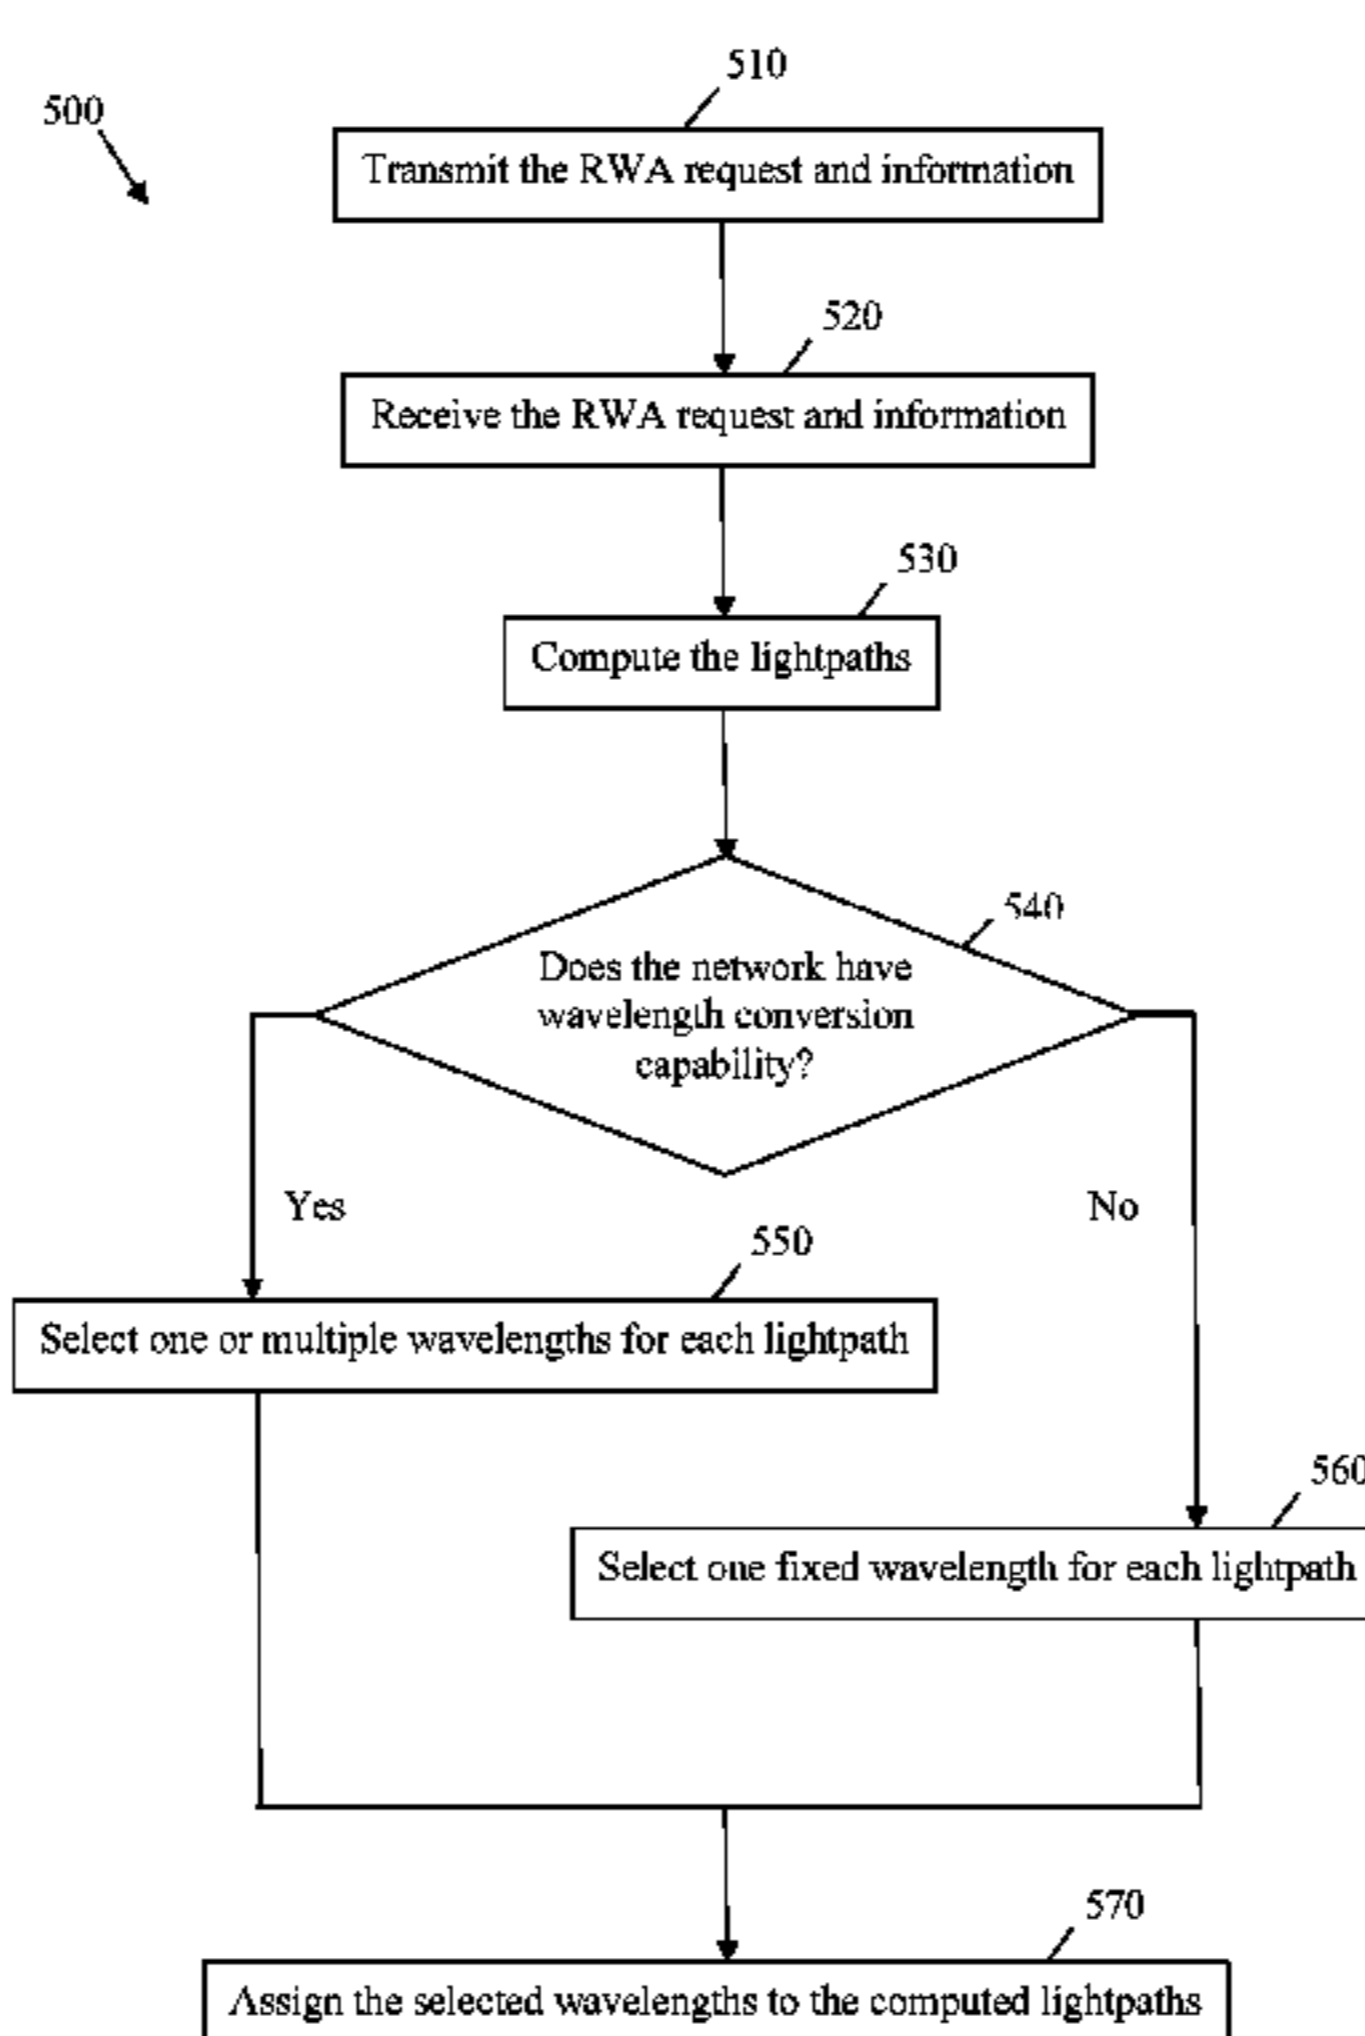 510
500
Transmit the RWA request and information
520
Receive the RWA request and information
530
Compute the lightpaths
540
Does the network have
wavelength conversion
capability?
Yes
No
550
Select one or multiple wavelengths for each lightpath
560
Select one fixed wavelength for each lightpath
570
Assign the selected wavelengths to the computed lightpaths